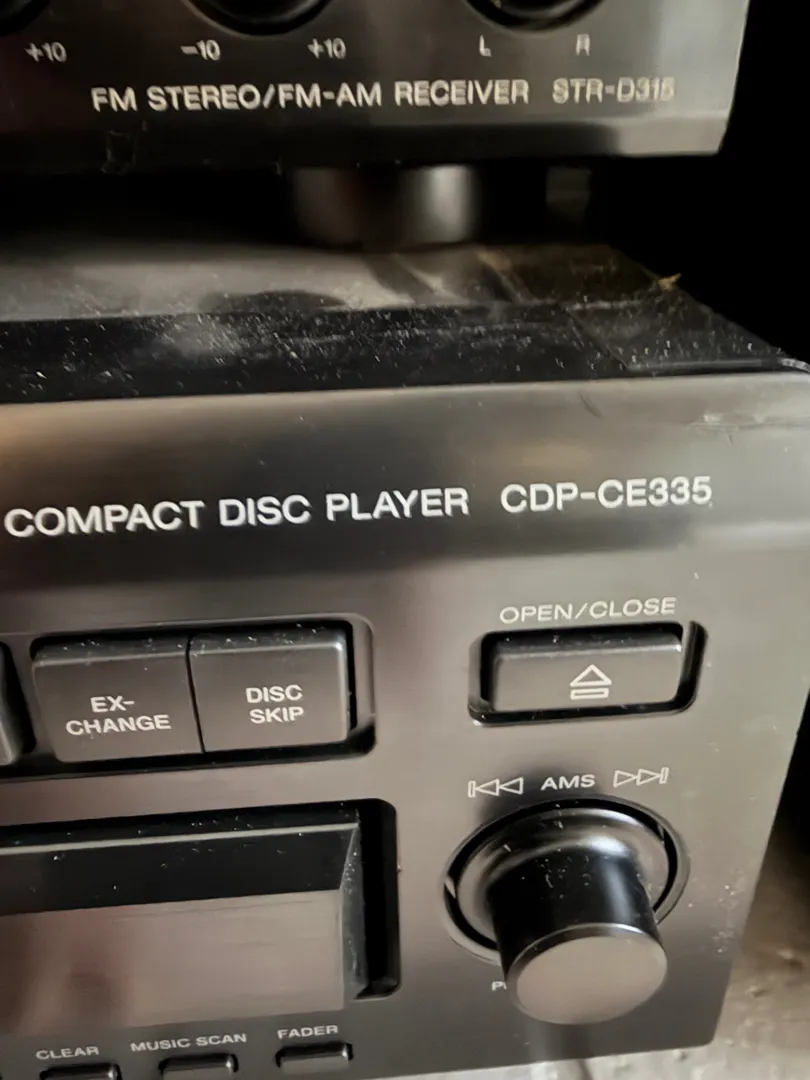 +10 -10 +10 L R
FM STEREO/FM-AM RECEIVER STR-D315
COMPACT DISC PLAYER CDP-CE335
OPEN/CLOSE
EX-
CHANGE
DISC
SKIP
AMS
CLEAR MUSIC SCAN FADER